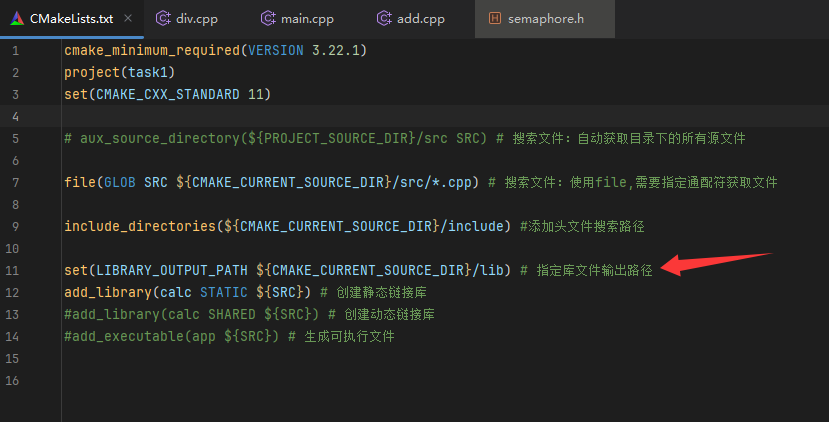 CMakeLists.txt × div.cpp main.cpp add.cpp semaphore.h
1 cmake_minimum_required(VERSION 3.22.1)
2 project(task1)
3 set(CMAKE_CXX_STANDARD 11)
4
5 # aux_source_directory(${PROJECT_SOURCE_DIR}/src SRC) # 搜索文件: 自动获取目录下的所有源文件
6
7 file(GLOB SRC ${CMAKE_CURRENT_SOURCE_DIR}/src/*.cpp) # 搜索文件: 使用file,需要指定通配符获取文件
8
9 include_directories(${CMAKE_CURRENT_SOURCE_DIR}/include) #添加头文件搜索路径
10
11 set(LIBRARY_OUTPUT_PATH ${CMAKE_CURRENT_SOURCE_DIR}/lib) # 指定库文件输出路径
12 add_library(calc STATIC ${SRC}) # 创建静态链接库
13 #add_library(calc SHARED ${SRC}) # 创建动态链接库
14 #add_executable(app ${SRC}) # 生成可执行文件
15
16